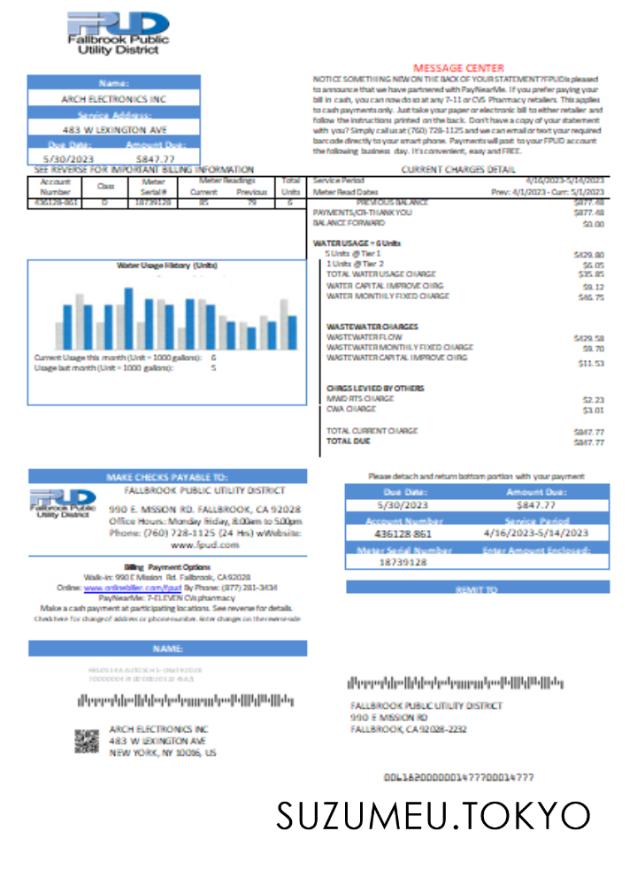 FPUD
Fallbrook Public
Utility District
MESSAGE CENTER
NOTICE SOMETHING NEW ON THE BACK OF YOUR STATEMENT? FPUD is pleased
to announce that we have partnered with PayNearMe. If you prefer paying your
bill in cash, you can now do so at any 7-11 or CVS Pharmacy retailers. This applies
to cash payments only. Just take your paper or electronic bill to either retailer and
follow the instructions printed on the back. Don't have a copy of your statement
with you? Simply call us at (760) 728-1125 and we can email or text your required
barcode directly to your smart phone. Payments will post to your FPUD account
the following business day. It's convenient, easy and FREE.
Name:
ARCH ELECTRONICS INC
Service Address:
483 W LEXINGTON AVE
Due Date: Amount Due:
5/30/2023 $847.77
SEE REVERSE FOR IMPORTANT BILLING INFORMATION
Account Number Class Meter Serial # Meter Readings Current Previous Total Units
436128-861 D 18739128 85 79 6
CURRENT CHARGES DETAIL
Service Period 4/16/2023-5/14/2023
Meter Read Dates Prev: 4/1/2023 - Curr: 5/1/2023
PREVIOUS BALANCE $877.48
PAYMENTS/CR-THANK YOU $877.48
BALANCE FORWARD $0.00
WATER USAGE = 6 Units
5 Units @ Tier 1 $429.80
1 Units @ Tier 2 $6.05
TOTAL WATER USAGE CHARGE $35.85
WATER CAPITAL IMPROVE CHRG $9.12
WATER MONTHLY FIXED CHARGE $46.75
WASTEWATER CHARGES
WASTEWATER FLOW $429.58
WASTEWATER MONTHLY FIXED CHARGE $9.70
WASTEWATER CAPITAL IMPROVE CHRG
$11.53
CHRGS LEVIED BY OTHERS
MWD RTS CHARGE $2.23
CWA CHARGE $3.01
TOTAL CURRENT CHARGE $847.77
TOTAL DUE $847.77
Water Usage History (Units)
Current Usage this month (Unit = 1000 gallons): 6
Usage last month (Unit = 1000 gallons): 5
MAKE CHECKS PAYABLE TO:
FPUD
Fallbrook Public
Utility District
FALLBROOK PUBLIC UTILITY DISTRICT
990 E. MISSION RD. FALLBROOK, CA 92028
Office Hours: Monday Friday, 8:00am to 5:00pm
Phone: (760) 728-1125 (24 Hrs) wWebsite:
www.fpud.com
Billing Payment Options
Walk-in: 990 E Mission Rd. Fallbrook, CA 92028
Online: www.onlinebiller.com/fpud By Phone: (877) 281-3434
PayNearMe: 7-ELEVEN CVs pharmacy
Make a cash payment at participating locations. See reverse for details.
Check here for change of address or phone number. Enter changes on the reverse side
Please detach and return bottom portion with your payment
Due Date: Amount Due:
5/30/2023 $847.77
Account Number Service Period
436128-861 4/16/2023-5/14/2023
Meter Serial Number Enter Amount Enclosed:
18739128
REMIT TO
NAME:
ARCH ELECTRONICS INC
483 W LEXINGTON AVE
NEW YORK, NY 10016, US
FALLBROOK PUBLIC UTILITY DISTRICT
990 E MISSION RD
FALLBROOK, CA 92028-2232
SUZUMEU.TOKYO